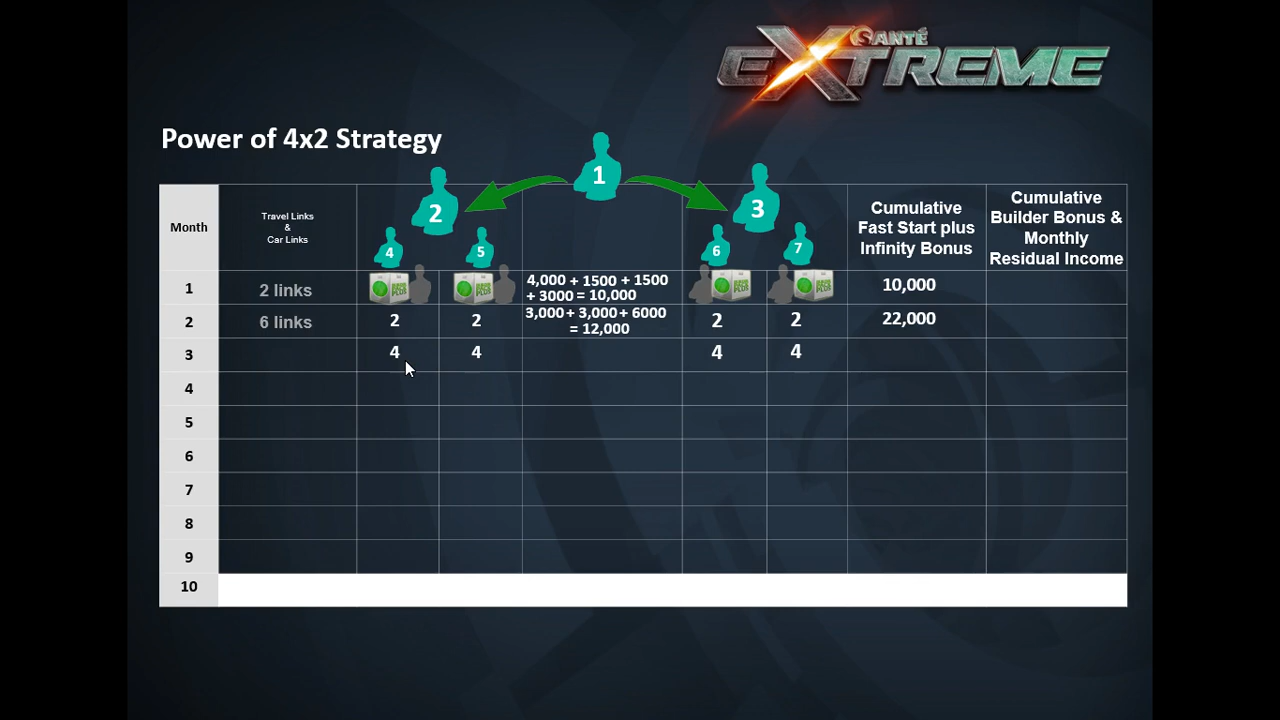 SANTÉ
EXTREME
Power of 4x2 Strategy
1
2
3
4
5
6
7
Month
Travel Links
&
Car Links
Cumulative
Fast Start plus
Infinity Bonus
Cumulative
Builder Bonus &
Monthly
Residual Income
1
2 links
4,000 + 1500 + 1500
+ 3000 = 10,000
10,000
2
6 links
2
2
3,000 + 3,000 + 6000
= 12,000
2
2
22,000
3
4
4
4
4
4
5
6
7
8
9
10